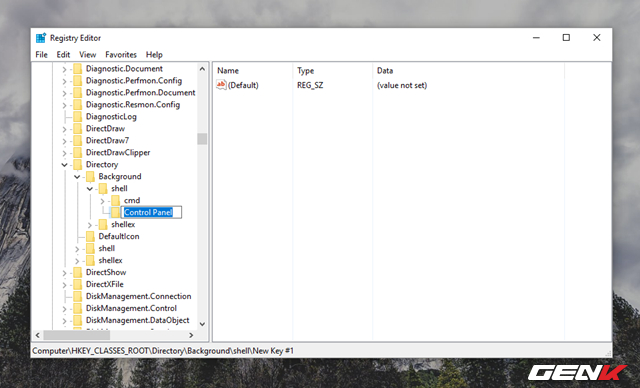 Registry Editor
File Edit View Favorites Help
Diagnostic.Document
Diagnostic.Perfmon.Config
Diagnostic.Perfmon.Document
Diagnostic.Resmon.Config
DiagnosticLog
DirectDraw
DirectDraw7
DirectDrawClipper
Directory
Background
shell
cmd
Control Panel
shellex
DefaultIcon
shell
shellex
DirectShow
DirectXFile
DiskManagement.Connection
DiskManagement.Control
DiskManagement.DataObject
Name Type Data
ab (Default) REG_SZ (value not set)
Computer\HKEY_CLASSES_ROOT\Directory\Background\shell\New Key #1
GENK